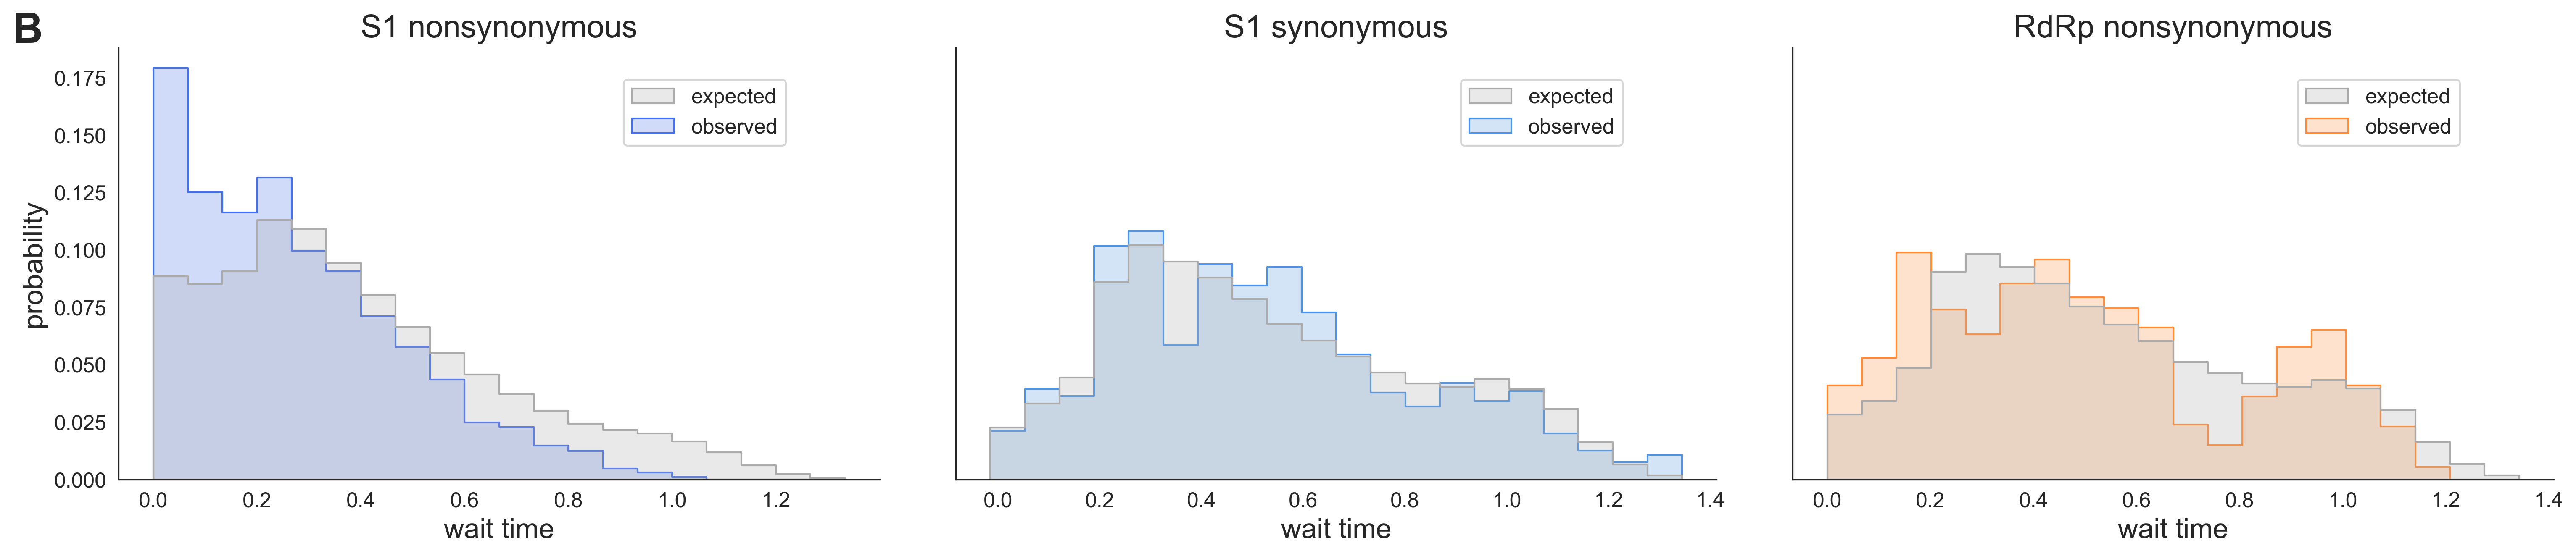 B
S1 nonsynonymous
S1 synonymous
RdRp nonsynonymous
expected
observed
expected
observed
expected
observed
probability
0.175
0.150
0.125
0.100
0.075
0.050
0.025
0.000
0.0 0.2 0.4 0.6 0.8 1.0 1.2
0.0 0.2 0.4 0.6 0.8 1.0 1.2 1.4
0.0 0.2 0.4 0.6 0.8 1.0 1.2 1.4
wait time
wait time
wait time